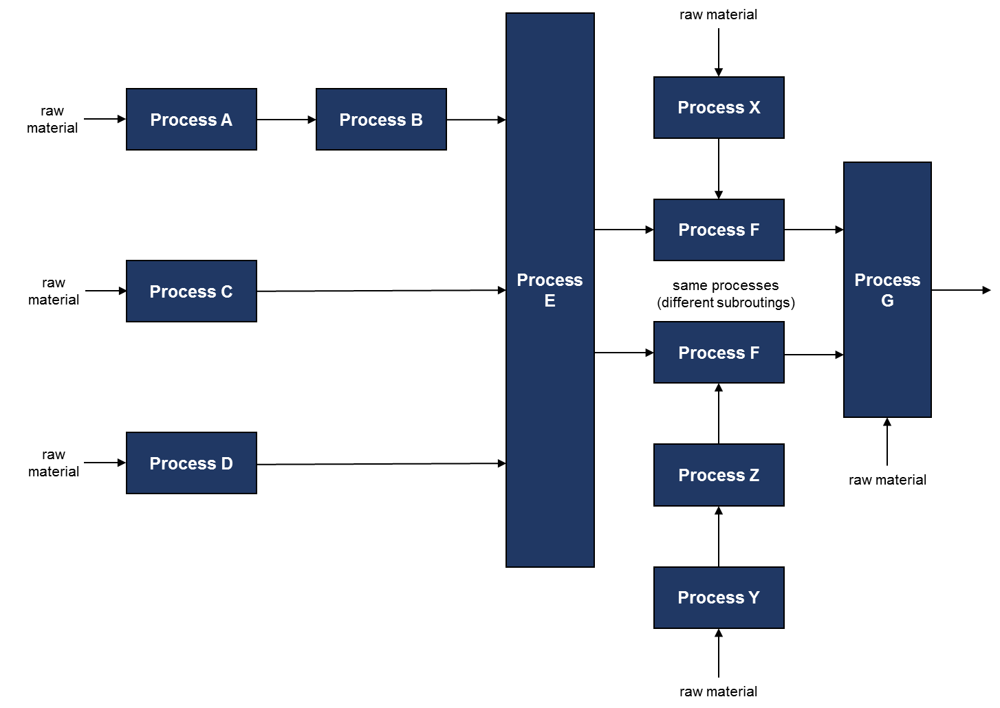 raw material
raw
material
Process A
Process B
Process X
Process F
raw
material
Process C
Process
E
same processes
(different subroutings)
Process
G
Process F
raw
material
Process D
Process Z
raw material
Process Y
raw material